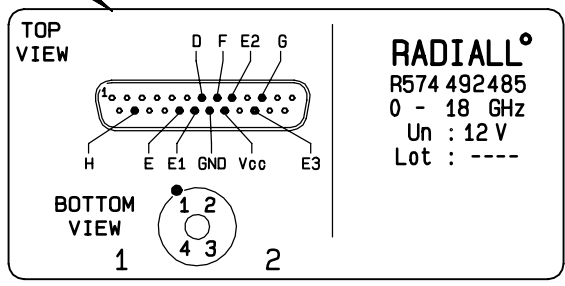 TOP
VIEW
D F E2 G
1
H E E1 GND Vcc E3
BOTTOM
VIEW
1 2
4 3
1 2
RADIALL°
R574 492485
0 - 18 GHz
Un : 12 V
Lot : ----